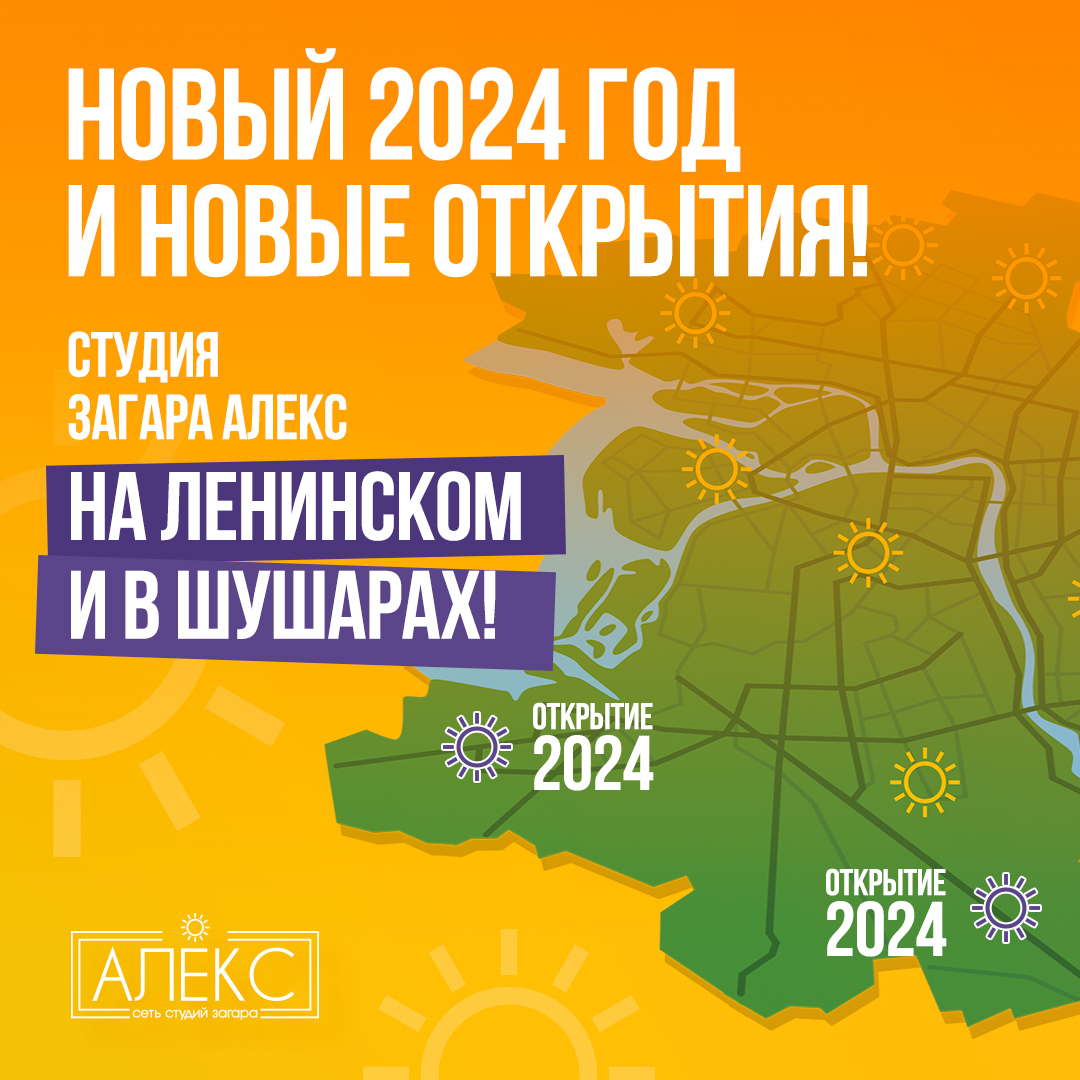 НОВЫЙ 2024 ГОД
И НОВЫЕ ОТКРЫТИЯ!
СТУДИЯ
ЗАГАРА АЛЕКС
НА ЛЕНИНСКОМ
И В ШУШАРАХ!
ОТКРЫТИЕ
2024
ОТКРЫТИЕ
2024
АЛЕКС
сеть студий загара